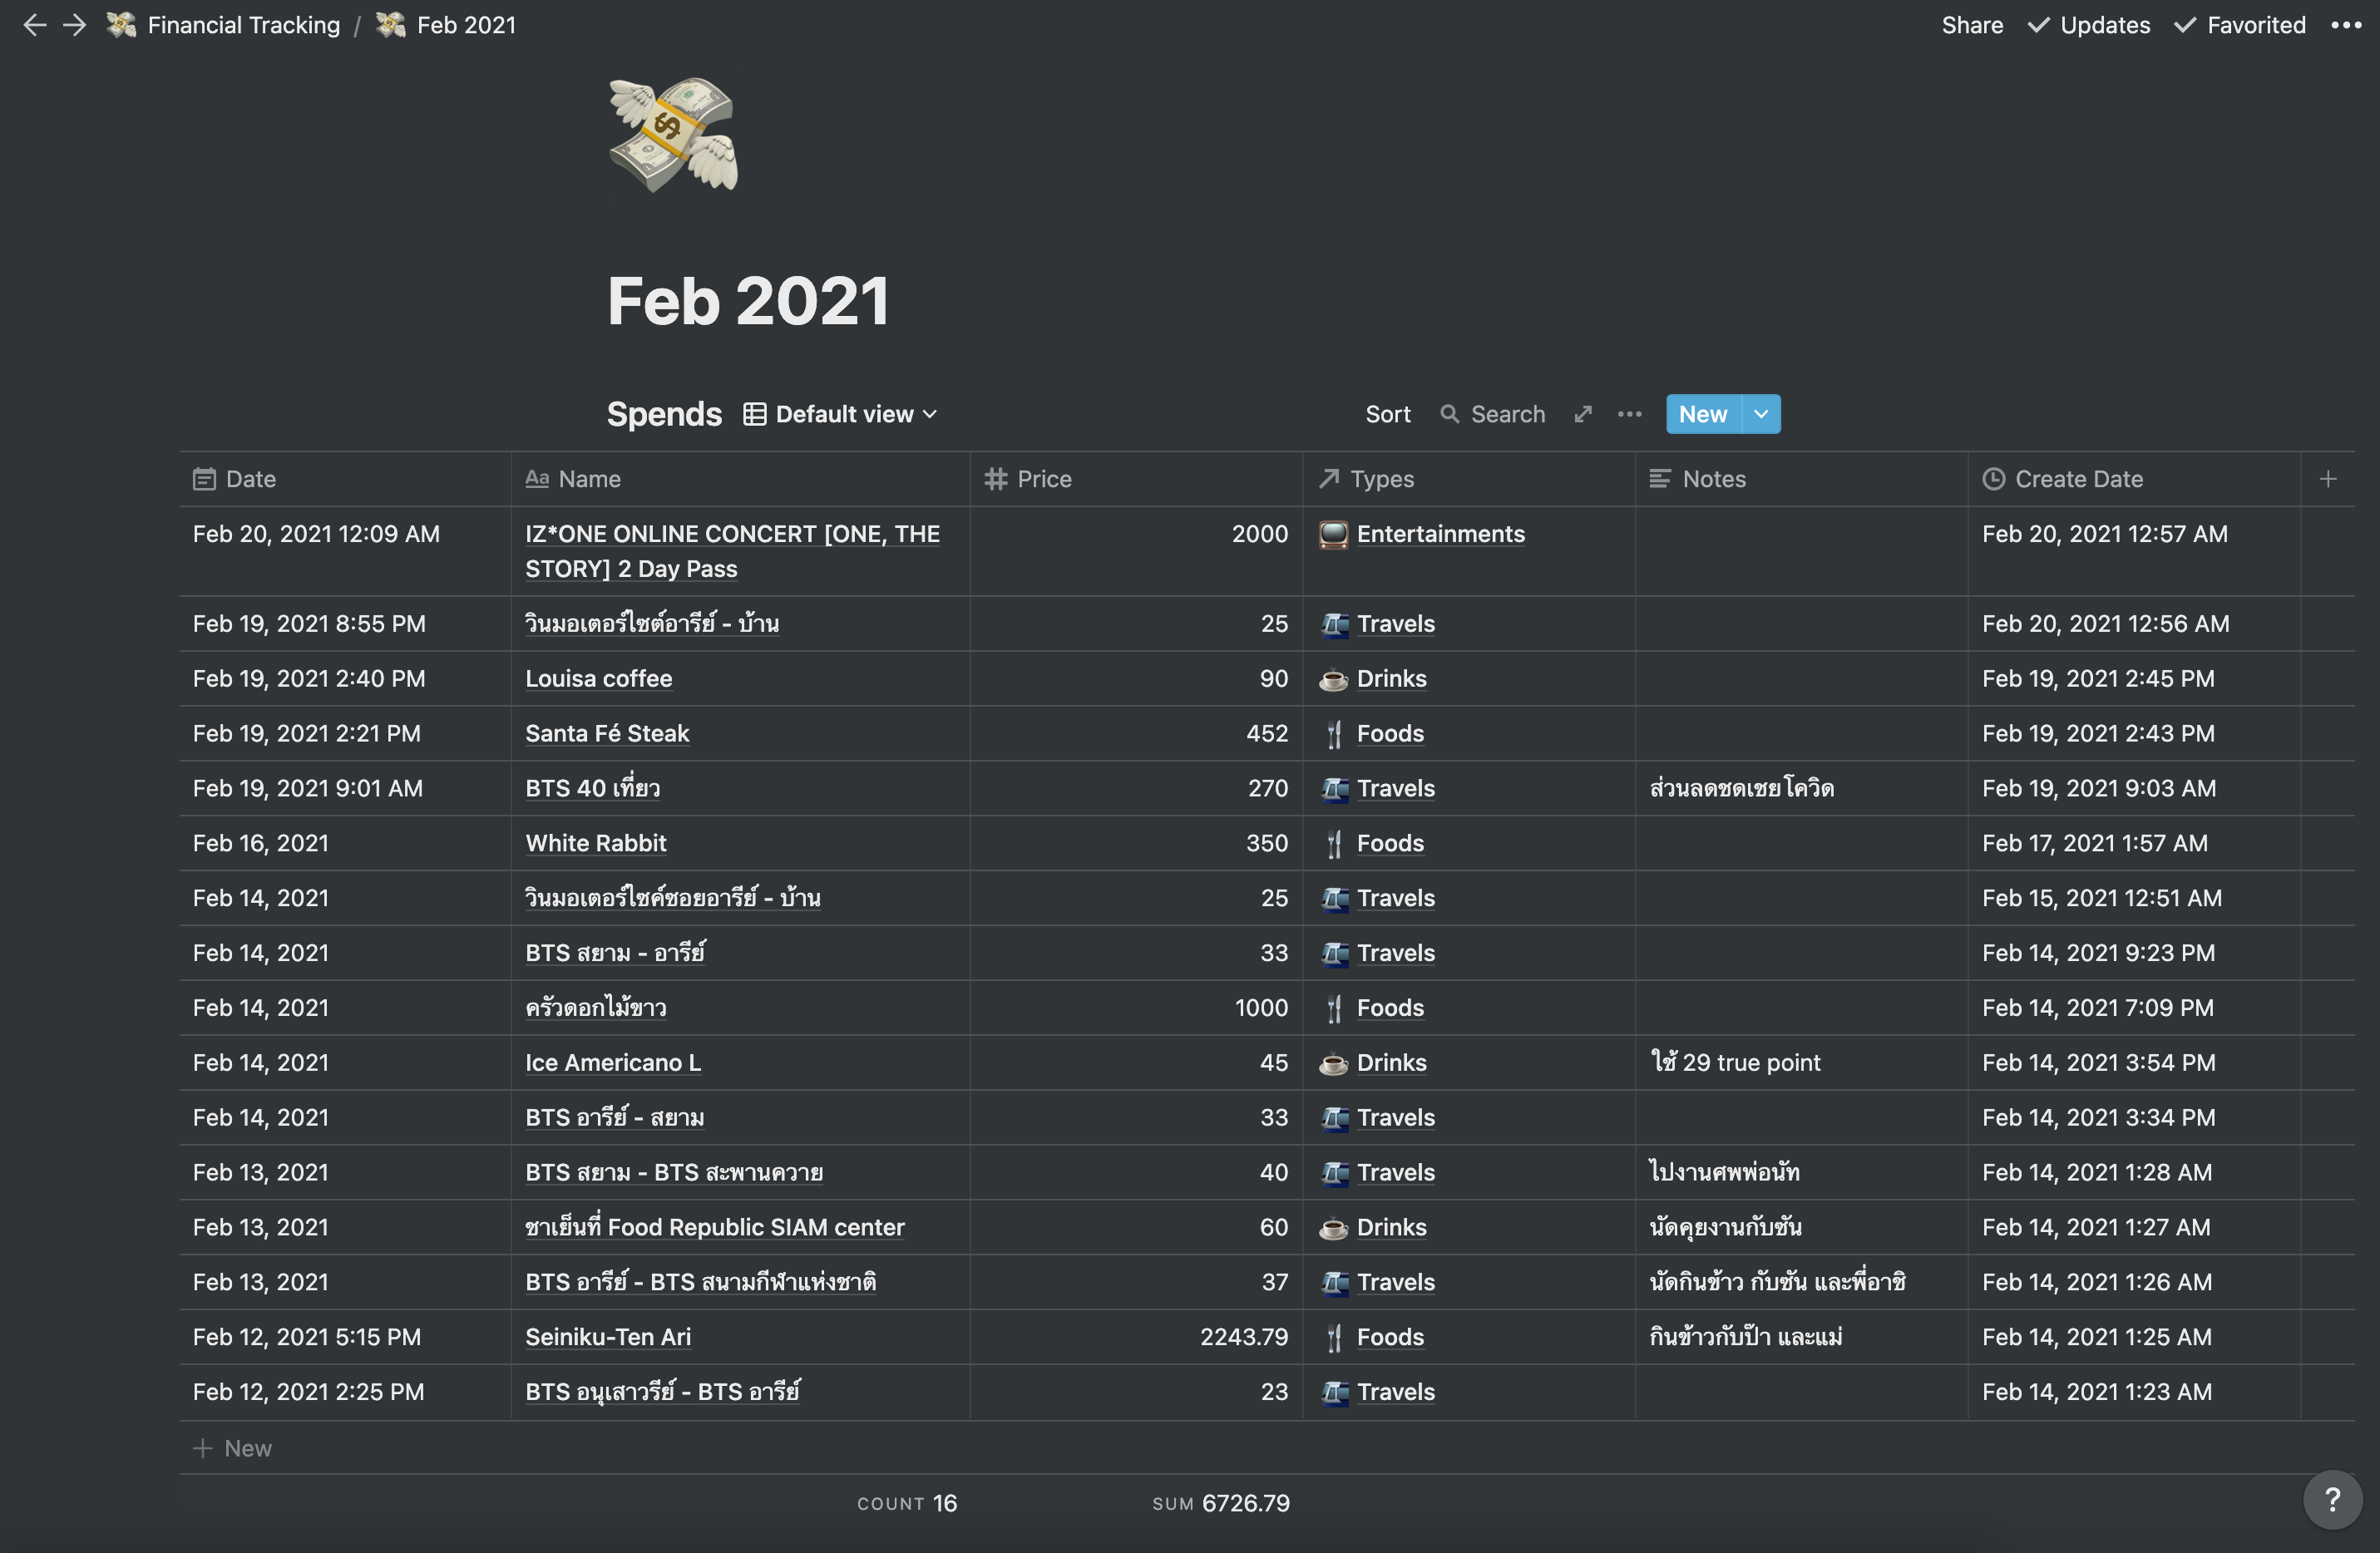 Financial Tracking / Feb 2021
Share Updates Favorited
Feb 2021
Spends Default view Sort Search New
Date Aa Name Price Types Notes Create Date
Feb 20, 2021 12:09 AM IZ*ONE ONLINE CONCERT [ONE, THE 2000 Entertainments Feb 20, 2021 12:57 AM
STORY] 2 Day Pass
Feb 19, 2021 8:55 PM วินมอเตอร์ไซต์อารีย์ - บ้าน 25 Travels Feb 20, 2021 12:56 AM
Feb 19, 2021 2:40 PM Louisa coffee 90 Drinks Feb 19, 2021 2:45 PM
Feb 19, 2021 2:21 PM Santa Fé Steak 452 Foods Feb 19, 2021 2:43 PM
Feb 19, 2021 9:01 AM BTS 40 เที่ยว 270 Travels ส่วนลดชดเชยโควิด Feb 19, 2021 9:03 AM
Feb 16, 2021 White Rabbit 350 Foods Feb 17, 2021 1:57 AM
Feb 14, 2021 วินมอเตอร์ไซค์ซอยอารีย์ - บ้าน 25 Travels Feb 15, 2021 12:51 AM
Feb 14, 2021 BTS สยาม - อารีย์ 33 Travels Feb 14, 2021 9:23 PM
Feb 14, 2021 ครัวดอกไม้ขาว 1000 Foods Feb 14, 2021 7:09 PM
Feb 14, 2021 Ice Americano L 45 Drinks ใช้ 29 true point Feb 14, 2021 3:54 PM
Feb 14, 2021 BTS อารีย์ - สยาม 33 Travels Feb 14, 2021 3:34 PM
Feb 13, 2021 BTS สยาม - BTS สะพานควาย 40 Travels ไปงานศพพ่อนัท Feb 14, 2021 1:28 AM
Feb 13, 2021 ชาเย็นที่ Food Republic SIAM center 60 Drinks นัดคุยงานกับซัน Feb 14, 2021 1:27 AM
Feb 13, 2021 BTS อารีย์ - BTS สนามกีฬาแห่งชาติ 37 Travels นัดกินข้าว กับซัน และพี่อาชิ Feb 14, 2021 1:26 AM
Feb 12, 2021 5:15 PM Seiniku-Ten Ari 2243.79 Foods กินข้าวกับป๊า และแม่ Feb 14, 2021 1:25 AM
Feb 12, 2021 2:25 PM BTS อนุเสาวรีย์ - BTS อารีย์ 23 Travels Feb 14, 2021 1:23 AM
New
COUNT 16 SUM 6726.79
?